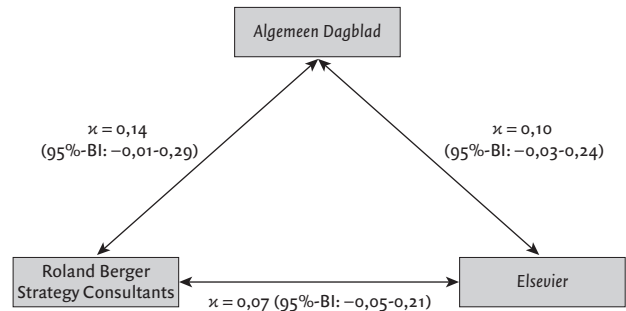 Algemeen Dagblad
ϰ = 0,14
(95%-BI: –0,01-0,29)
ϰ = 0,10
(95%-BI: –0,03-0,24)
Roland Berger
Strategy Consultants
Elsevier
ϰ = 0,07 (95%-BI: –0,05-0,21)